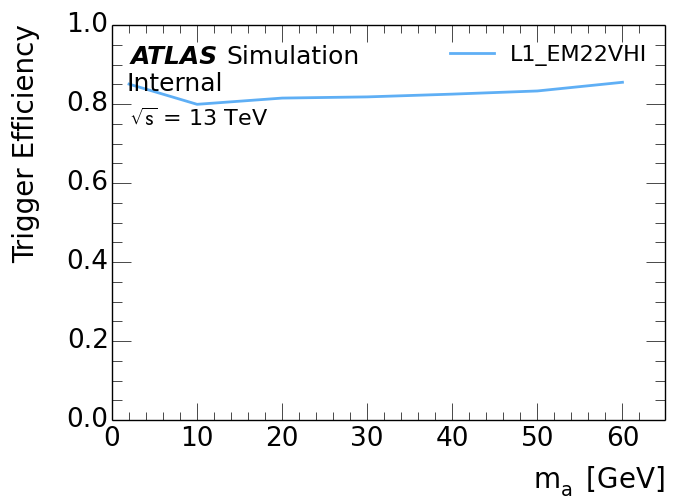 1.0
ATLAS Simulation
Internal
√s = 13 TeV
L1_EM22VHI
0.8
0.6
0.4
0.2
0.0
Trigger Efficiency
0 10 20 30 40 50 60
ma [GeV]